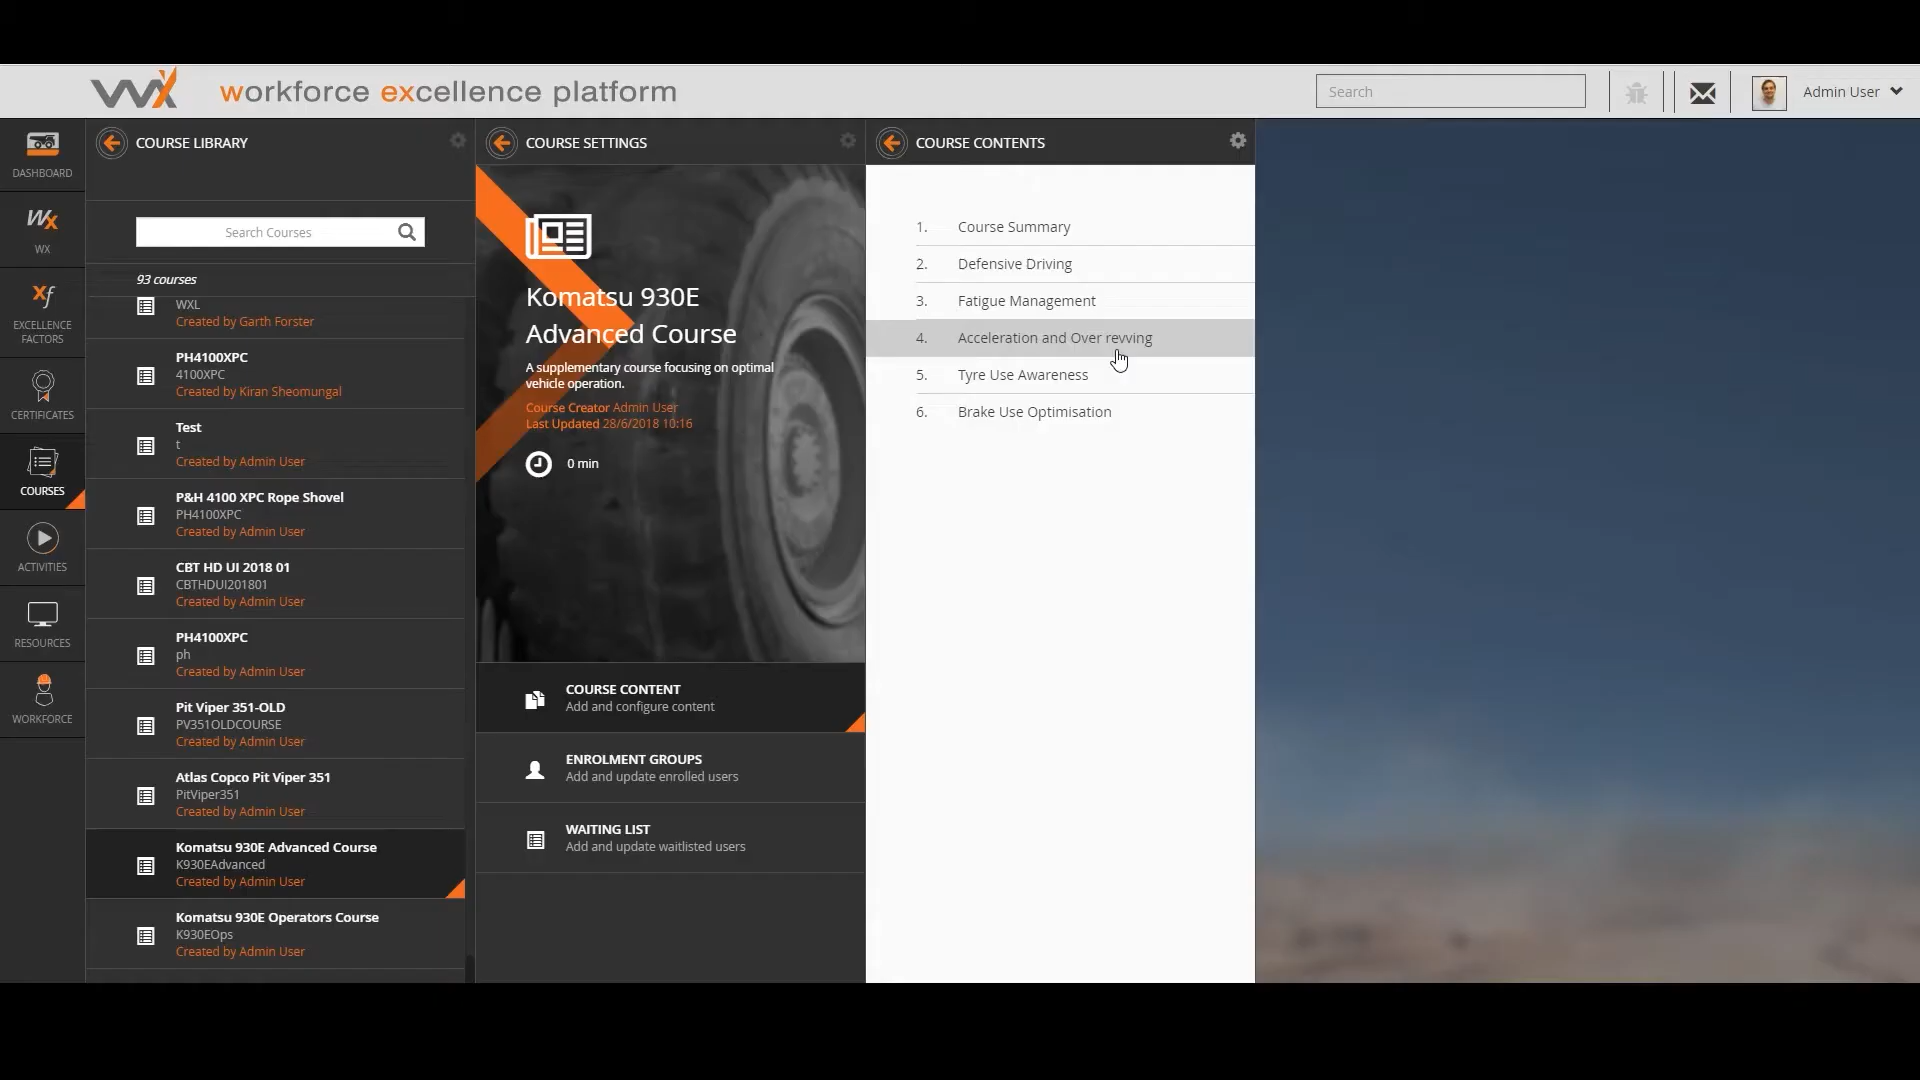 WX workforce excellence platform
Search
Admin User
DASHBOARD
WX
WX
Xf
EXCELLENCE
FACTORS
CERTIFICATES
COURSES
ACTIVITIES
RESOURCES
WORKFORCE
COURSE LIBRARY
Search Courses
93 courses
WXL
Created by Garth Forster
PH4100XPC
4100XPC
Created by Kiran Sheomungal
Test
t
Created by Admin User
P&H 4100 XPC Rope Shovel
PH4100XPC
Created by Admin User
CBT HD UI 2018 01
CBTHDUI201801
Created by Admin User
PH4100XPC
ph
Created by Admin User
Pit Viper 351-OLD
PV351OLDCOURSE
Created by Admin User
Atlas Copco Pit Viper 351
PitViper351
Created by Admin User
Komatsu 930E Advanced Course
K930EAdvanced
Created by Admin User
Komatsu 930E Operators Course
K930EOps
Created by Admin User
COURSE SETTINGS
Komatsu 930E
Advanced Course
A supplementary course focusing on optimal
vehicle operation.
Course Creator Admin User
Last Updated 28/6/2018 10:16
0 min
COURSE CONTENT
Add and configure content
ENROLMENT GROUPS
Add and update enrolled users
WAITING LIST
Add and update waitlisted users
COURSE CONTENTS
1. Course Summary
2. Defensive Driving
3. Fatigue Management
4. Acceleration and Over revving
5. Tyre Use Awareness
6. Brake Use Optimisation